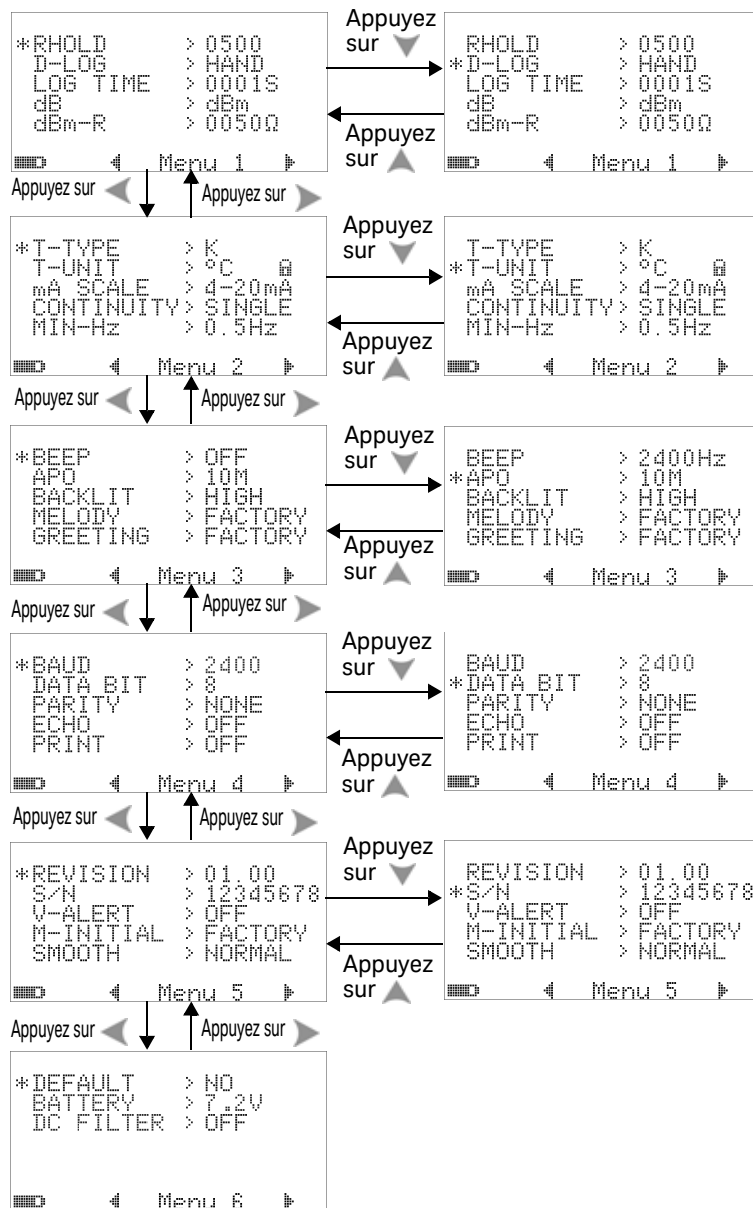 Appuyez
sur
*RHOLD > 0500
D-LOG > HAND
LOG TIME > 0001S
dB > dBm
dBm-R > 0050Ω
Menu 1
RHOLD > 0500
*D-LOG > HAND
LOG TIME > 0001S
dB > dBm
dBm-R > 0050Ω
Menu 1
Appuyez
sur
Appuyez sur
Appuyez sur
Appuyez
sur
*T-TYPE > K
T-UNIT > °C
mA SCALE > 4-20mA
CONTINUITY > SINGLE
MIN-Hz > 0.5Hz
Menu 2
T-TYPE > K
*T-UNIT > °C
mA SCALE > 4-20mA
CONTINUITY > SINGLE
MIN-Hz > 0.5Hz
Menu 2
Appuyez
sur
Appuyez sur
Appuyez sur
Appuyez
sur
*BEEP > OFF
APO > 10M
BACKLIT > HIGH
MELODY > FACTORY
GREETING > FACTORY
Menu 3
BEEP > 2400Hz
*APO > 10M
BACKLIT > HIGH
MELODY > FACTORY
GREETING > FACTORY
Menu 3
Appuyez
sur
Appuyez sur
Appuyez sur
Appuyez
sur
*BAUD > 2400
DATA BIT > 8
PARITY > NONE
ECHO > OFF
PRINT > OFF
Menu 4
BAUD > 2400
*DATA BIT > 8
PARITY > NONE
ECHO > OFF
PRINT > OFF
Menu 4
Appuyez
sur
Appuyez sur
Appuyez sur
Appuyez
sur
*REVISION > 01.00
S/N > 12345678
V-ALERT > OFF
M-INITIAL > FACTORY
SMOOTH > NORMAL
Menu 5
REVISION > 01.00
*S/N > 12345678
V-ALERT > OFF
M-INITIAL > FACTORY
SMOOTH > NORMAL
Menu 5
Appuyez
sur
Appuyez sur
Appuyez sur
*DEFAULT > NO
BATTERY > 7.2V
DC FILTER > OFF
Menu 6